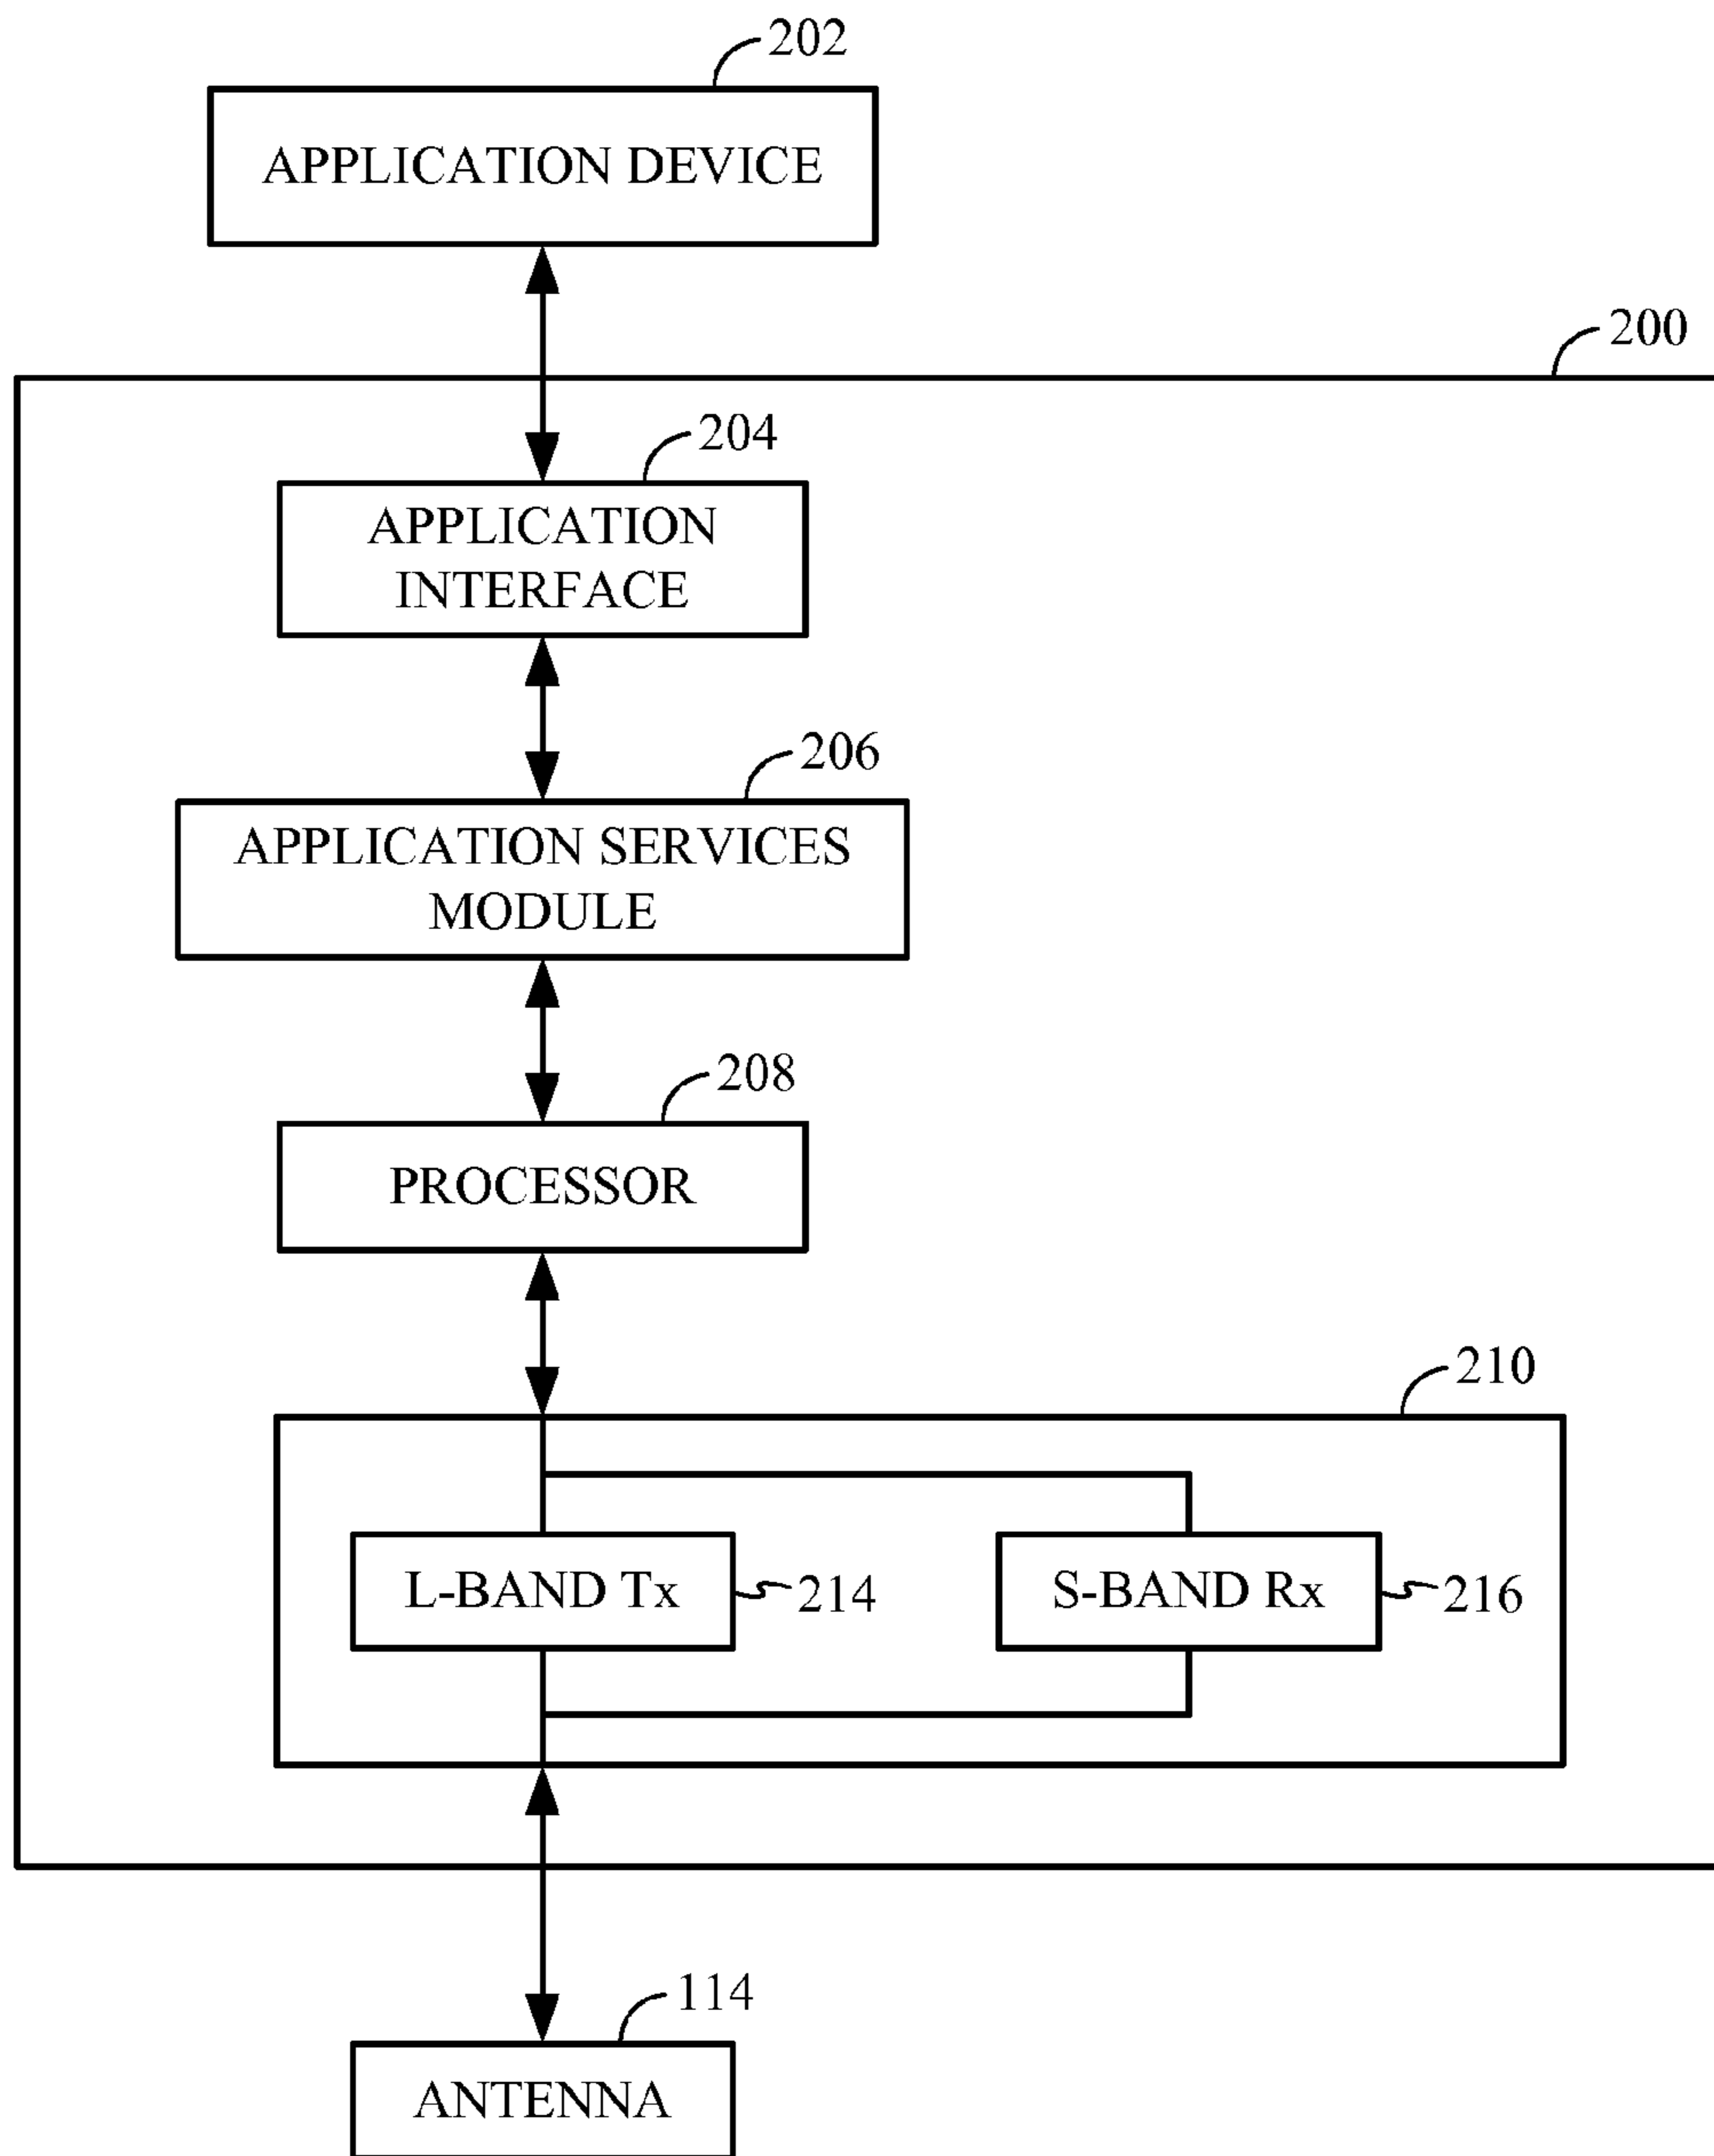 202
APPLICATION DEVICE
200
204
APPLICATION
INTERFACE
206
APPLICATION SERVICES
MODULE
208
PROCESSOR
210
L-BAND Tx
214
S-BAND Rx
216
114
ANTENNA